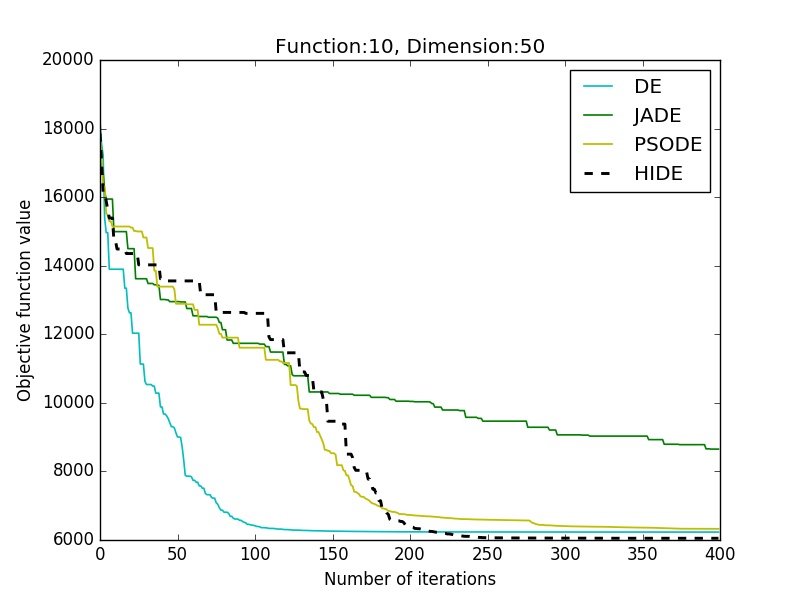 Function:10, Dimension:50
20000
18000
16000
14000
12000
10000
8000
6000
Objective function value
0 50 100 150 200 250 300 350 400
Number of iterations
DE
JADE
PSODE
HIDE